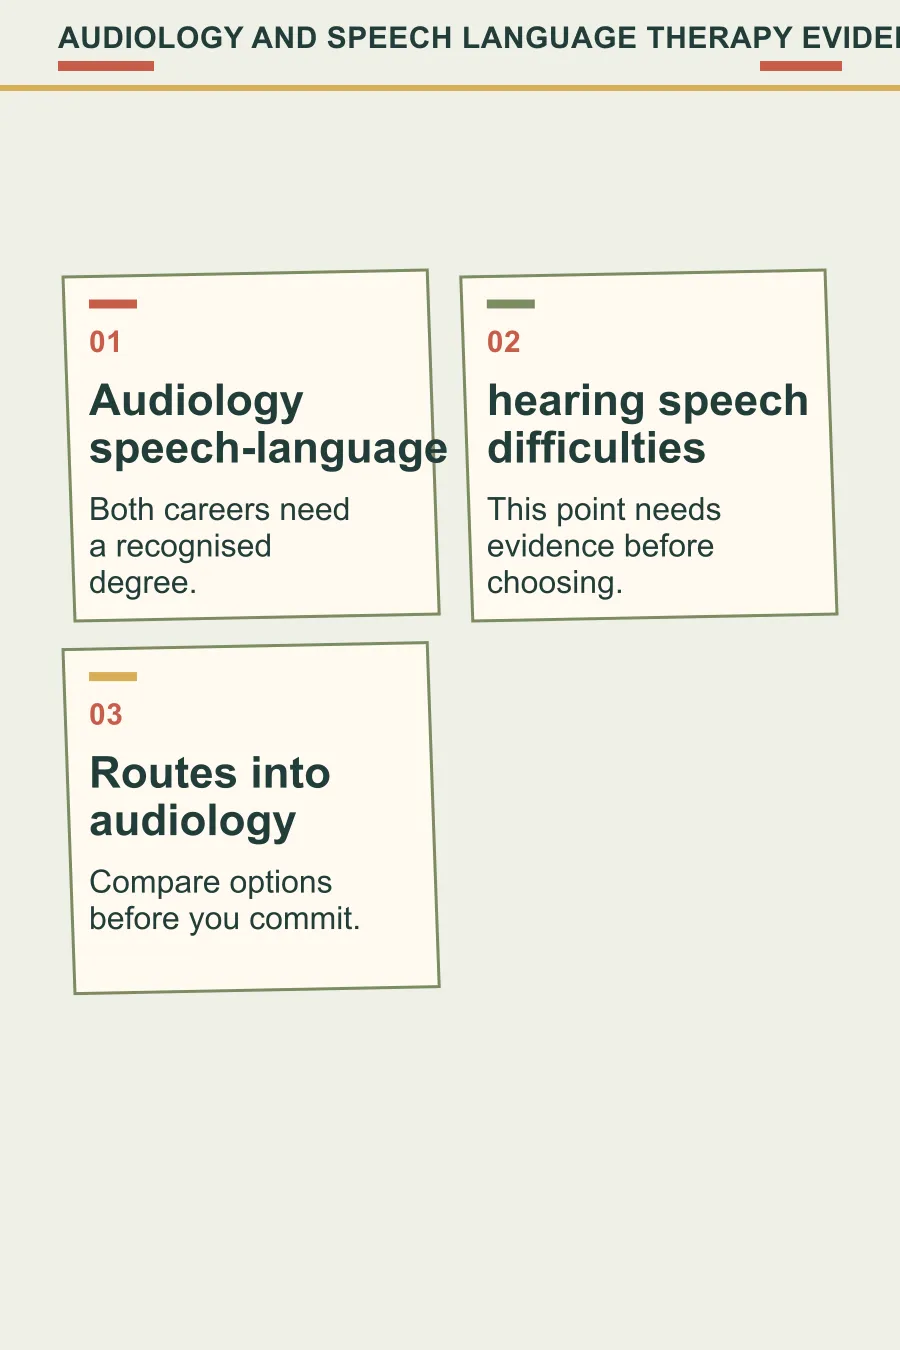 AUDIOLOGY AND SPEECH LANGUAGE THERAPY
01
Audiology
speech-language
Both careers need
a recognised
degree.
02
hearing speech
difficulties
This point needs
evidence before
choosing.
03
Routes into
audiology
Compare options
before you commit.